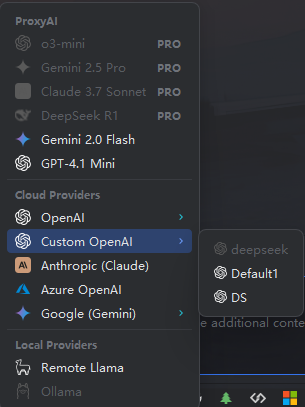 ProxyAI
o3-mini PRO
Gemini 2.5 Pro PRO
Claude 3.7 Sonnet PRO
DeepSeek R1 PRO
Gemini 2.0 Flash
GPT-4.1 Mini
Cloud Providers
OpenAI
Custom OpenAI
deepseek
Default1
DS
Anthropic (Claude)
Azure OpenAI
Google (Gemini)
e additional conte
Local Providers
Remote Llama
Ollama